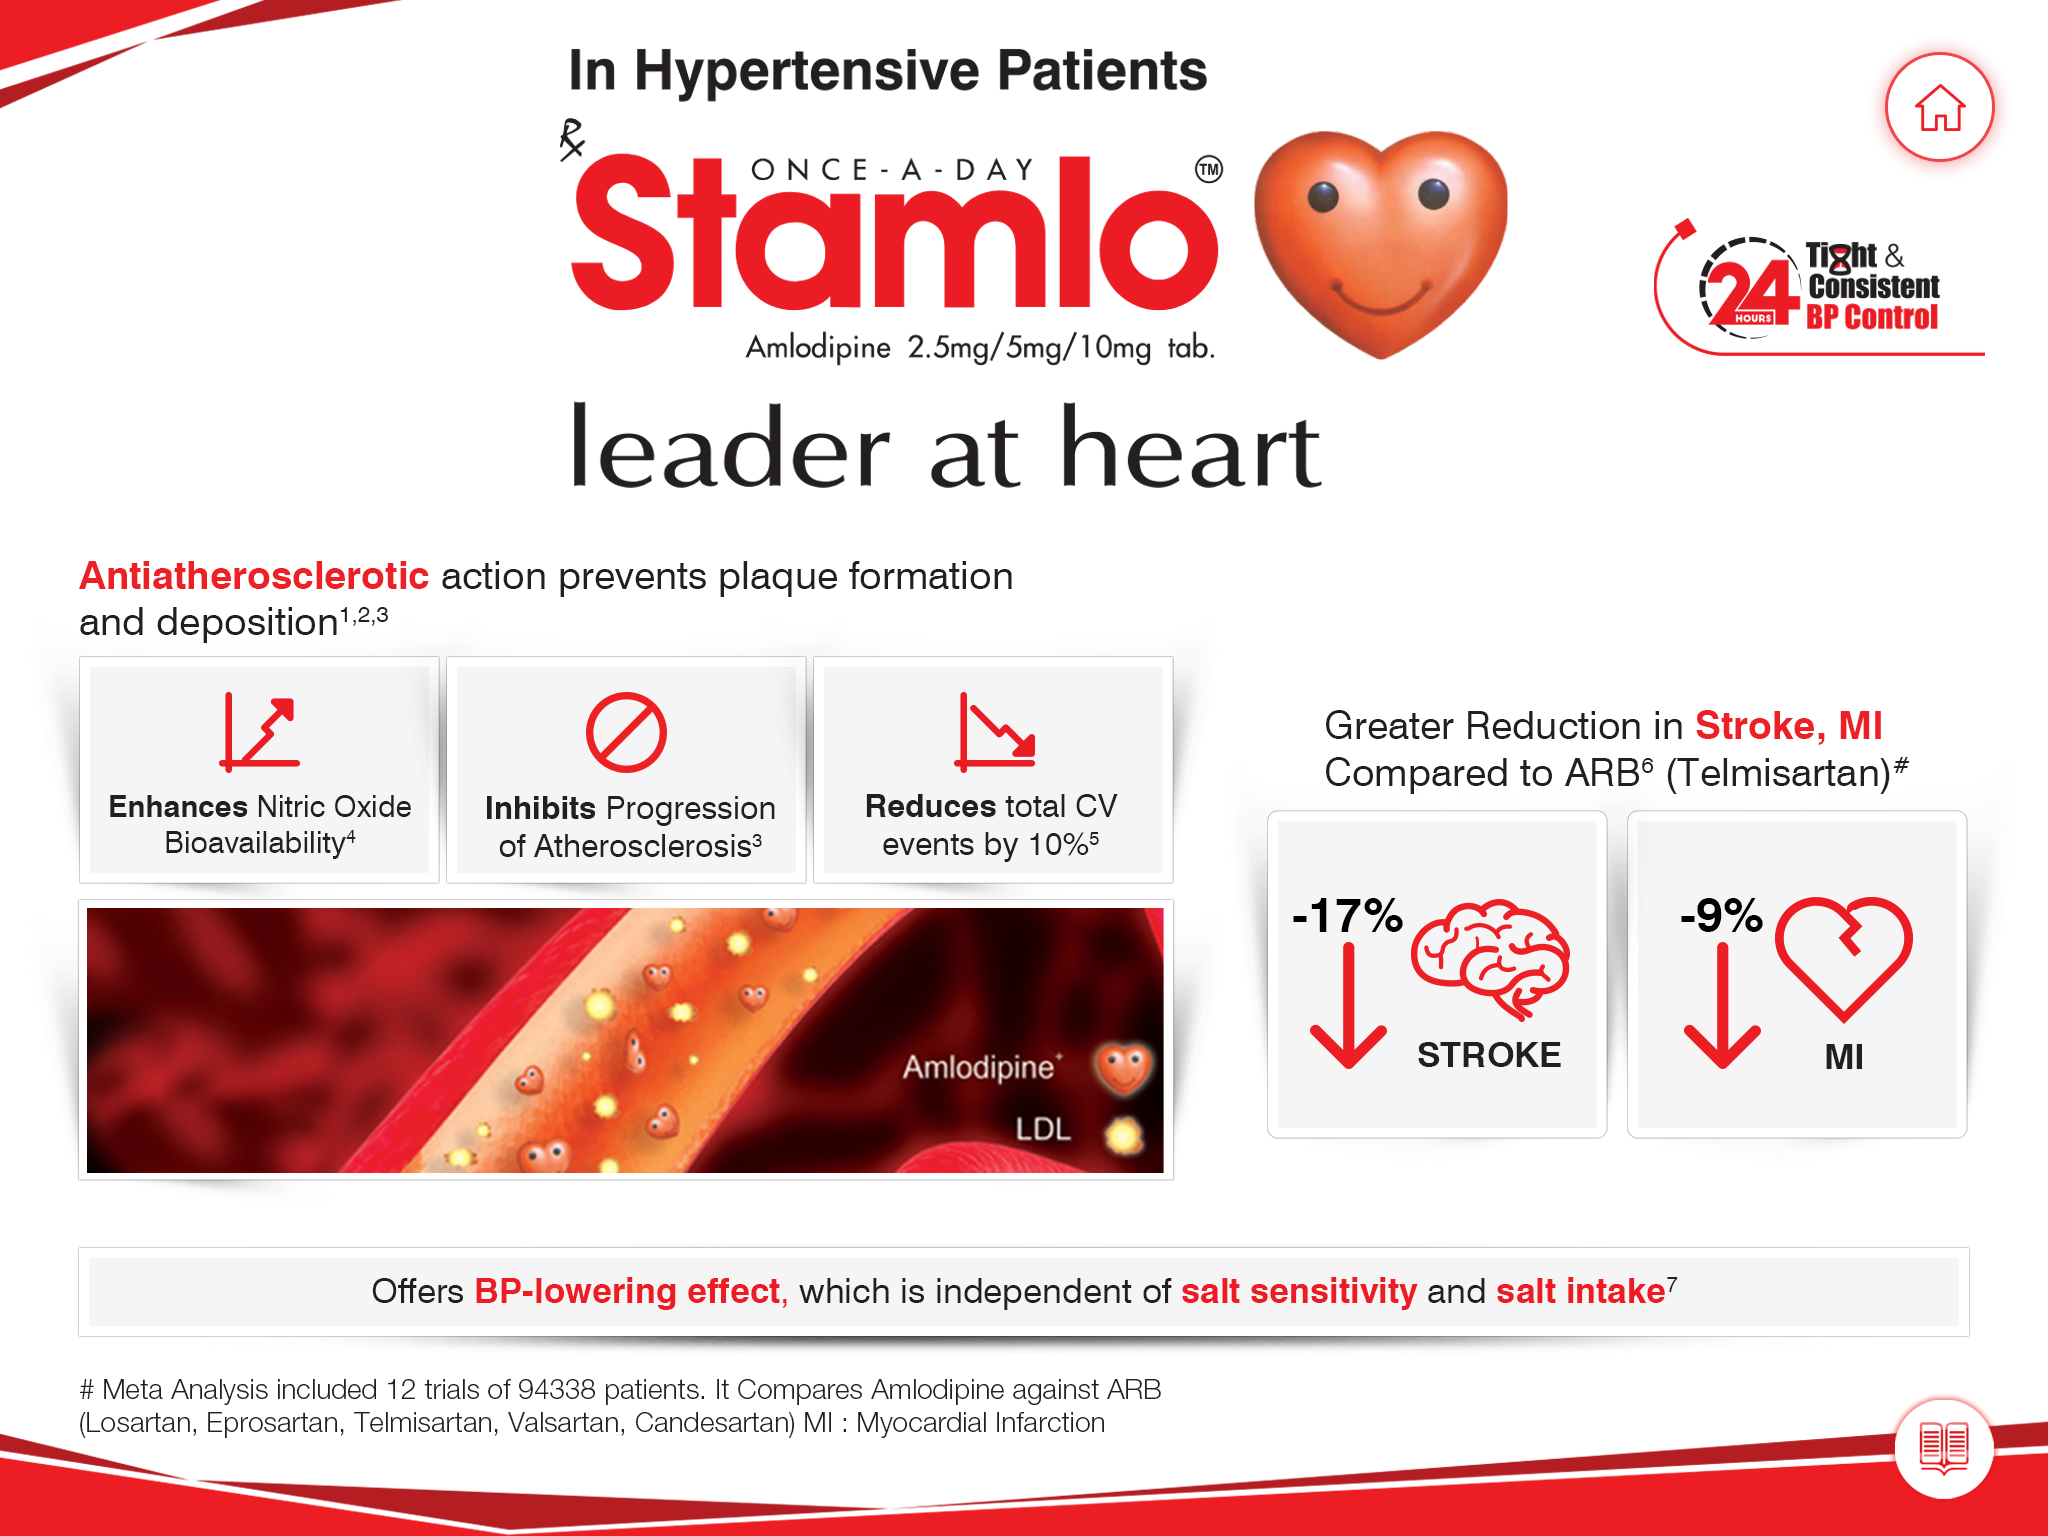 In Hypertensive Patients
℞
ONCE-A-DAY
Stamlo™
Amlodipine 2.5mg/5mg/10mg tab.
leader at heart
24 HOURS
Tight &
Consistent
BP Control
Antiatherosclerotic action prevents plaque formation
and deposition1,2,3
Enhances Nitric Oxide
Bioavailability4
Inhibits Progression
of Atherosclerosis3
Reduces total CV
events by 10%5
Amlodipine+
LDL
Greater Reduction in Stroke, MI
Compared to ARB6 (Telmisartan)#
-17%
STROKE
-9%
MI
Offers BP-lowering effect, which is independent of salt sensitivity and salt intake7
# Meta Analysis included 12 trials of 94338 patients. It Compares Amlodipine against ARB
(Losartan, Eprosartan, Telmisartan, Valsartan, Candesartan) MI : Myocardial Infarction